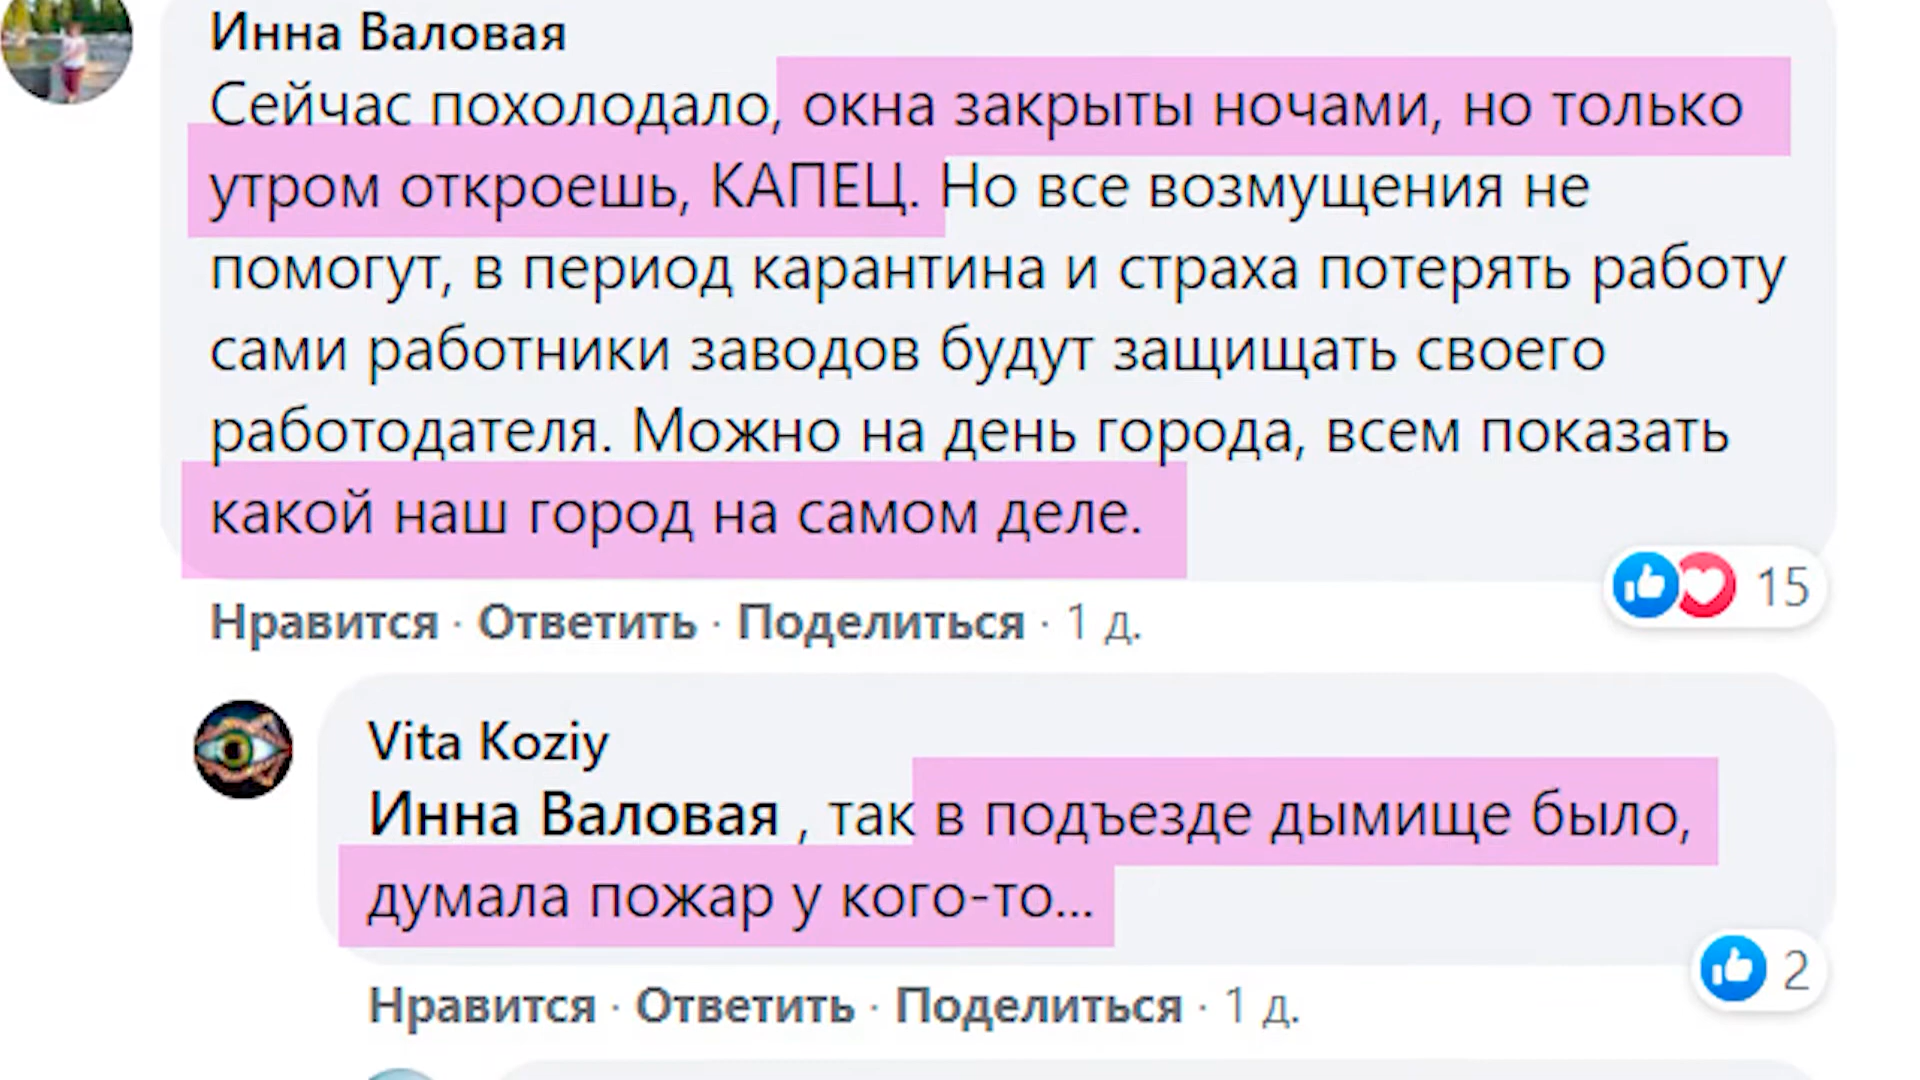 Инна Валовая
Сейчас похолодало, окна закрыты ночами, но только
утром откроешь, КАПЕЦ. Но все возмущения не
помогут, в период карантина и страха потерять работу
сами работники заводов будут защищать своего
работодателя. Можно на день города, всем показать
какой наш город на самом деле.
15
Нравится · Ответить · Поделиться · 1 д.
Vita Koziy
Инна Валовая , так в подъезде дымище было,
думала пожар у кого-то...
2
Нравится · Ответить · Поделиться · 1 д.